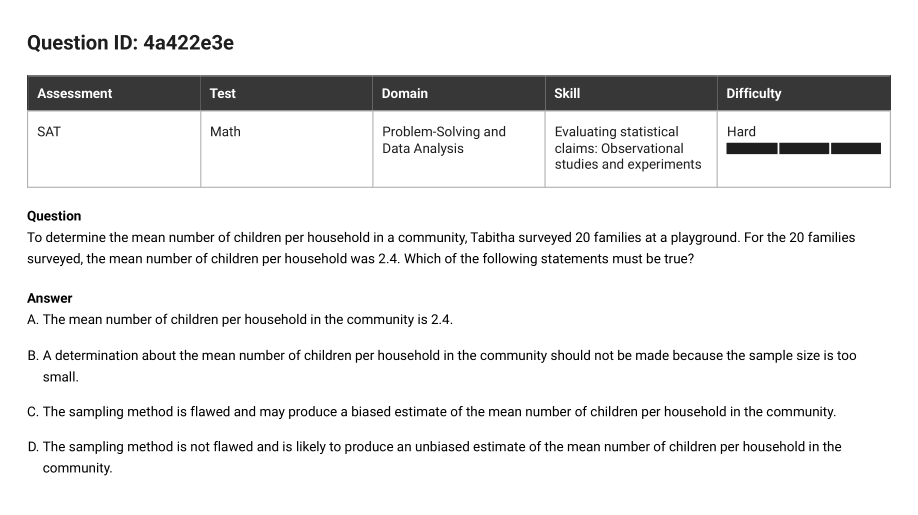 Question ID: 4a422e3e
Assessment Test Domain Skill Difficulty
SAT Math Problem-Solving and Data Analysis Evaluating statistical claims: Observational studies and experiments Hard
Question
To determine the mean number of children per household in a community, Tabitha surveyed 20 families at a playground. For the 20 families
surveyed, the mean number of children per household was 2.4. Which of the following statements must be true?
Answer
A. The mean number of children per household in the community is 2.4.
B. A determination about the mean number of children per household in the community should not be made because the sample size is too
small.
C. The sampling method is flawed and may produce a biased estimate of the mean number of children per household in the community.
D. The sampling method is not flawed and is likely to produce an unbiased estimate of the mean number of children per household in the
community.